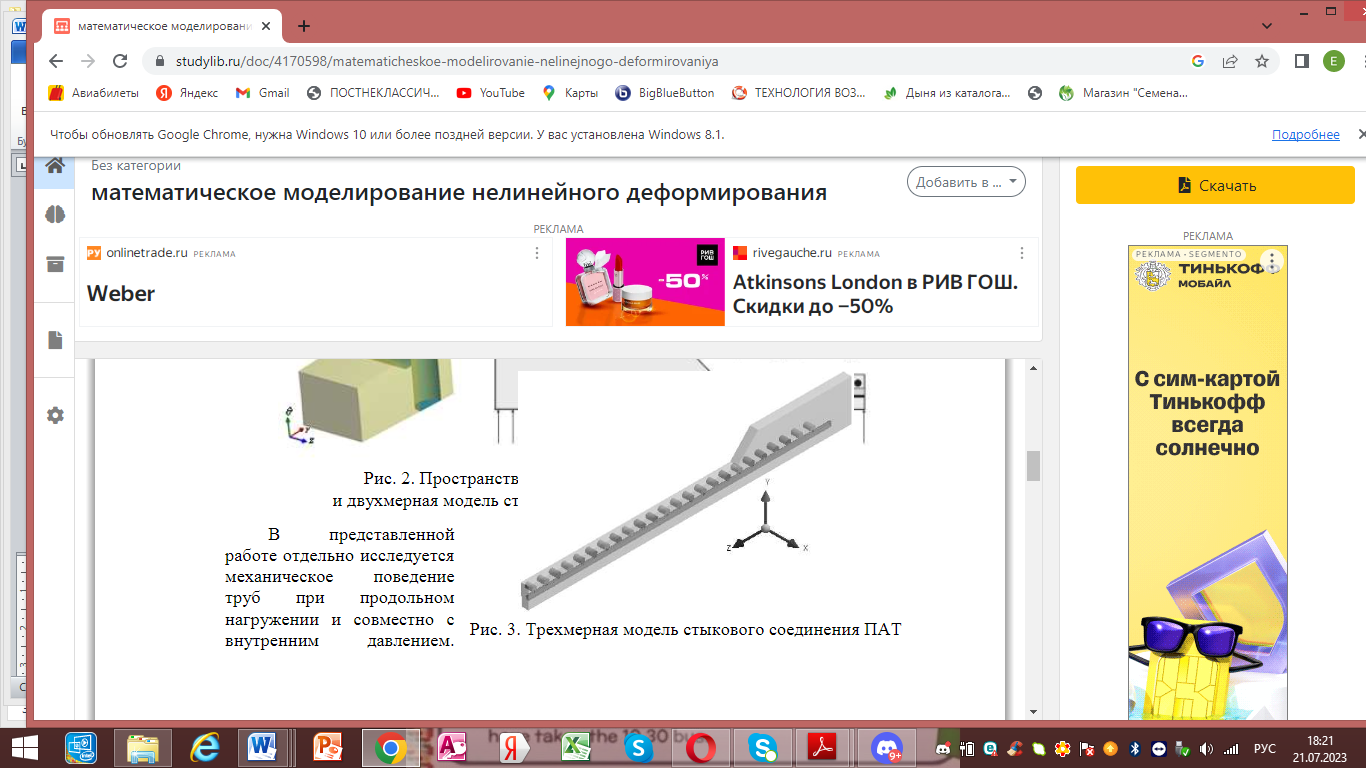 математическое моделировани
studylib.ru/doc/4170598/matematicheskoe-modelirovanie-nelinejnogo-deformirovaniya
E
Авиабилеты Яндекс Gmail ПОСТНЕКЛАССИЧ... YouTube Карты BigBlueButton ТЕХНОЛОГИЯ ВОЗ... Дыня из каталога... Магазин "Семена...
Чтобы обновлять Google Chrome, нужна Windows 10 или более поздней версии. У вас установлена Windows 8.1. Подробнее
Без категории
математическое моделирование нелинейного деформирования
Добавить в ...
Скачать
РЕКЛАМА
onlinetrade.ru РЕКЛАМА
Weber
РИВ ГОШ
-50%
rivegauche.ru РЕКЛАМА
Atkinsons London в РИВ ГОШ.
Скидки до −50%
РЕКЛАМА
РЕКЛАМА • SEGMENTO
ТИНЬКОФФ
МОБАЙЛ
С сим-картой
Тинькофф
всегда
солнечно
Y
Z
X
Рис. 2. Пространств
и двухмерная модель ст
В представленной
работе отдельно исследуется
механическое поведение
труб при продольном
нагружении и совместно с
внутренним давлением.
Рис. 3. Трехмерная модель стыкового соединения ПАТ
9+
РУС
18:21
21.07.2023